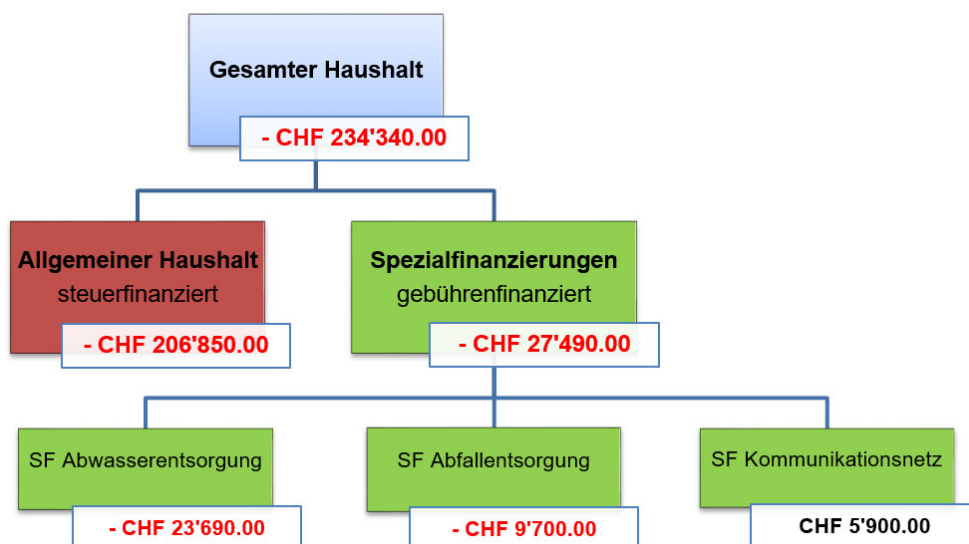 Gesamter Haushalt
- CHF 234'340.00
Allgemeiner Haushalt
steuerfinanziert
- CHF 206'850.00
Spezialfinanzierungen
gebührenfinanziert
- CHF 27'490.00
SF Abwasserentsorgung
- CHF 23'690.00
SF Abfallentsorgung
- CHF 9'700.00
SF Kommunikationsnetz
CHF 5'900.00